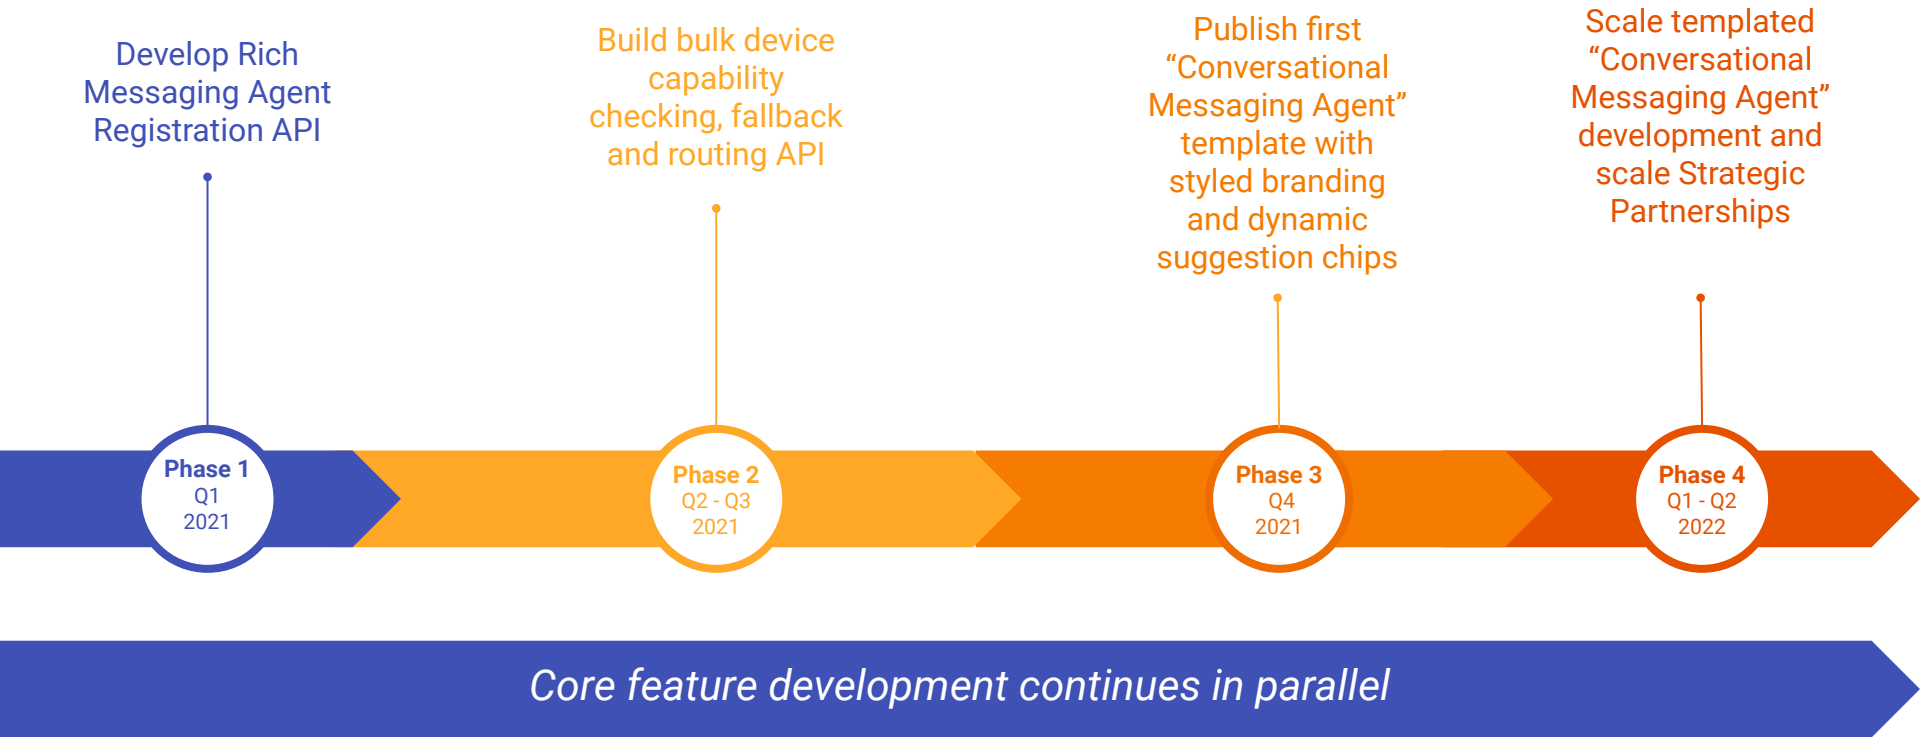 Develop Rich
Messaging Agent
Registration API
Build bulk device
capability
checking, fallback
and routing API
Publish first
“Conversational
Messaging Agent”
template with
styled branding
and dynamic
suggestion chips
Scale templated
“Conversational
Messaging Agent”
development and
scale Strategic
Partnerships
Phase 1
Q1
2021
Phase 2
Q2 - Q3
2021
Phase 3
Q4
2021
Phase 4
Q1 - Q2
2022
Core feature development continues in parallel